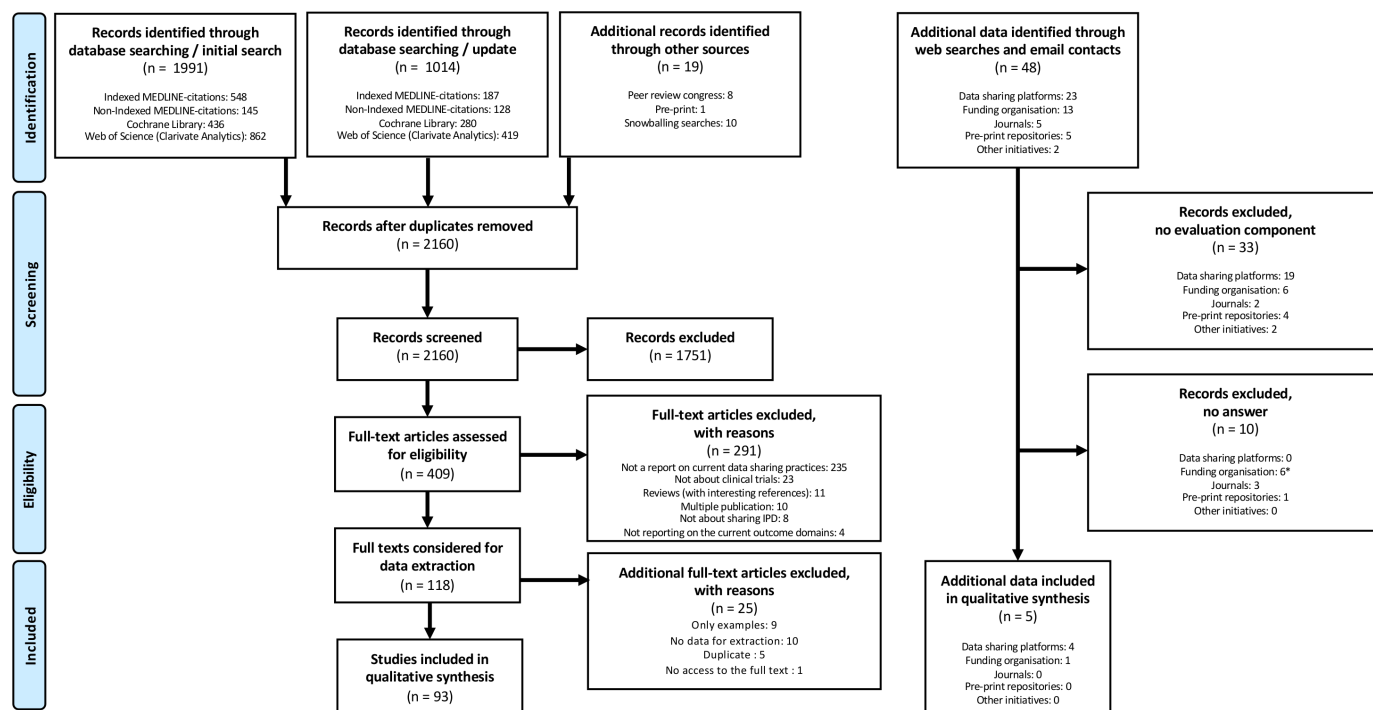 Identification
Records identified through
database searching / initial search
(n = 1991)
Indexed MEDLINE-citations: 548
Non-Indexed MEDLINE-citations: 145
Cochrane Library: 436
Web of Science (Clarivate Analytics): 862
Records identified through
database searching / update
(n = 1014)
Indexed MEDLINE-citations: 187
Non-Indexed MEDLINE-citations: 128
Cochrane Library: 280
Web of Science (Clarivate Analytics): 419
Additional records identified
through other sources
(n = 19)
Peer review congress: 8
Pre-print: 1
Snowballing searches: 10
Additional data identified through
web searches and email contacts
(n = 48)
Data sharing platforms: 23
Funding organisation: 13
Journals: 5
Pre-print repositories: 5
Other initiatives: 2
Screening
Records after duplicates removed
(n = 2160)
Records screened
(n = 2160)
Records excluded
(n = 1751)
Records excluded,
no evaluation component
(n = 33)
Data sharing platforms: 19
Funding organisation: 6
Journals: 2
Pre-print repositories: 4
Other initiatives: 2
Eligibility
Full-text articles assessed
for eligibility
(n = 409)
Full-text articles excluded,
with reasons
(n = 291)
Not a report on current data sharing practices: 235
Not about clinical trials: 23
Reviews (with interesting references): 11
Multiple publication: 10
Not about sharing IPD: 8
Not reporting on the current outcome domains: 4
Records excluded,
no answer
(n = 10)
Data sharing platforms: 0
Funding organisation: 6*
Journals: 3
Pre-print repositories: 1
Other initiatives: 0
Full texts considered for
data extraction
(n = 118)
Included
Additional full-text articles excluded,
with reasons
(n = 25)
Only examples: 9
No data for extraction: 10
Duplicate : 5
No access to the full text : 1
Studies included in
qualitative synthesis
(n = 93)
Additional data included
in qualitative synthesis
(n = 5)
Data sharing platforms: 4
Funding organisation: 1
Journals: 0
Pre-print repositories: 0
Other initiatives: 0